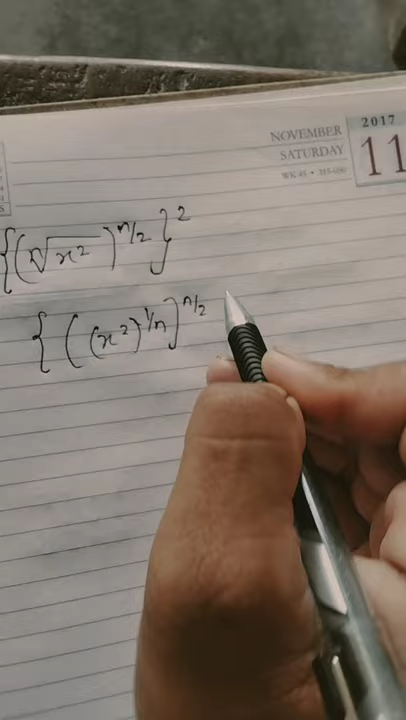 NOVEMBER
SATURDAY
2017
11
{(ⁿ√x²)^n/2}²
{((x²)^1/n)^n/2